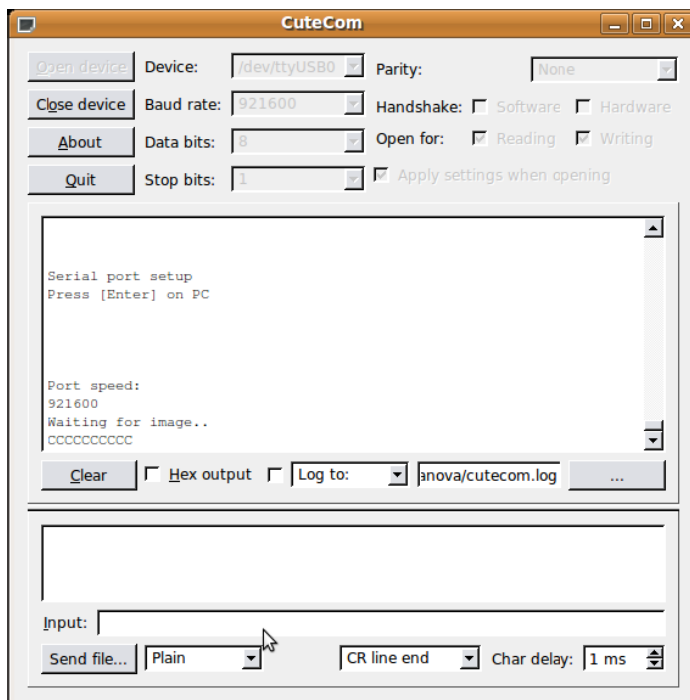 CuteCom
Open device Device: /dev/ttyUSB0 Parity: None
Close device Baud rate: 921600 Handshake: Software Hardware
About Data bits: 8 Open for: Reading Writing
Quit Stop bits: 1 Apply settings when opening
Serial port setup
Press [Enter] on PC
Port speed:
921600
Waiting for image..
CCCCCCCCCC
Clear Hex output Log to: anova/cutecom.log ...
Input:
Send file... Plain CR line end Char delay: 1 ms